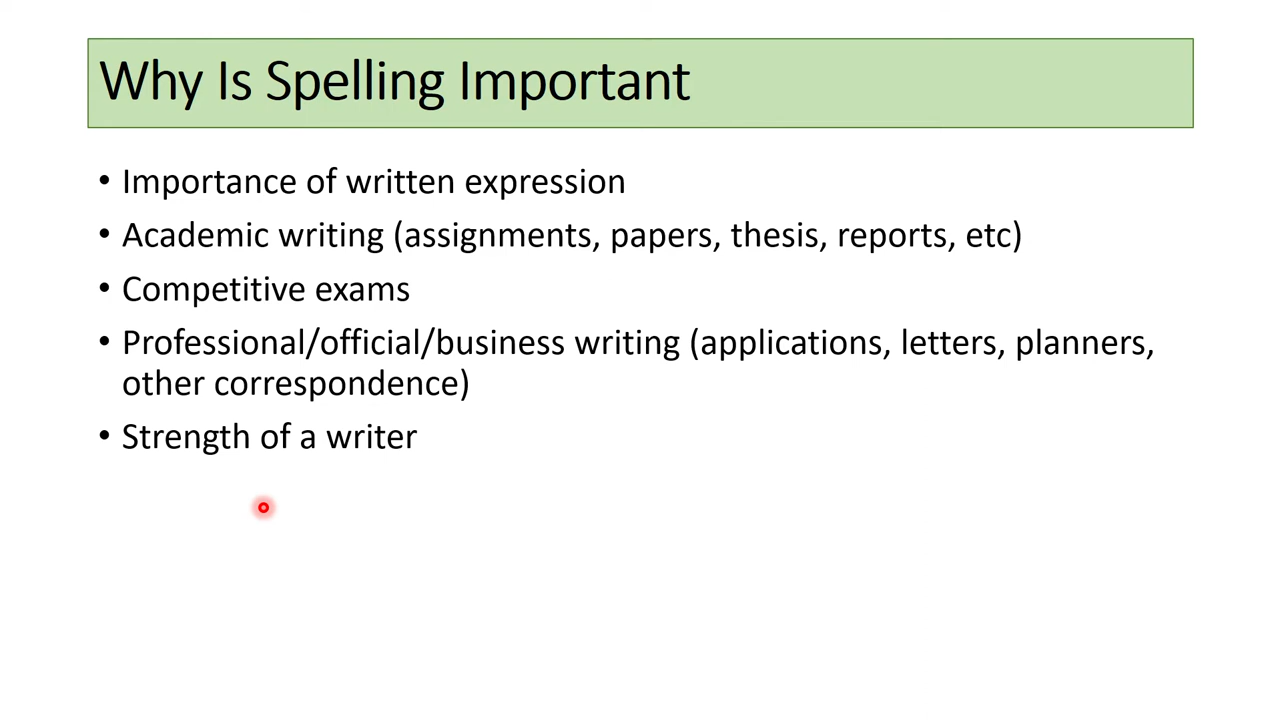 Why Is Spelling Important
• Importance of written expression
• Academic writing (assignments, papers, thesis, reports, etc)
• Competitive exams
• Professional/official/business writing (applications, letters, planners,
other correspondence)
• Strength of a writer